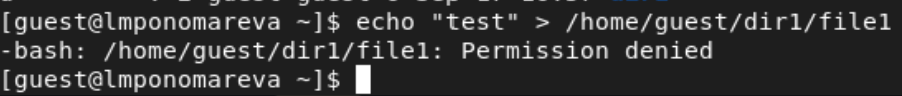 [guest@lmponomareva ~]$ echo "test" > /home/guest/dir1/file1
-bash: /home/guest/dir1/file1: Permission denied
[guest@lmponomareva ~]$